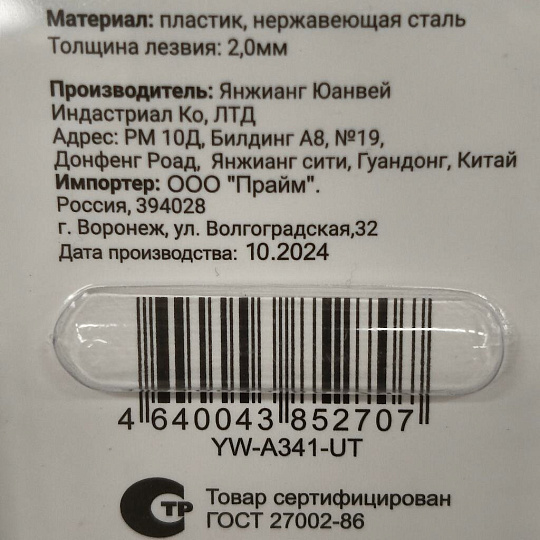 Материал: пластик, нержавеющая сталь
Толщина лезвия: 2,0мм
Производитель: Янжианг Юанвей
Индастриал Ко, ЛТД
Адрес: РМ 10Д, Билдинг А8, №19,
Донфенг Роад, Янжианг сити, Гуандонг, Китай
Импортер: ООО "Прайм".
Россия, 394028
г. Воронеж, ул. Волгоградская,32
Дата производства: 10.2024
4 640043 852707
YW-A341-UT
СТР Товар сертифицирован
ГОСТ 27002-86